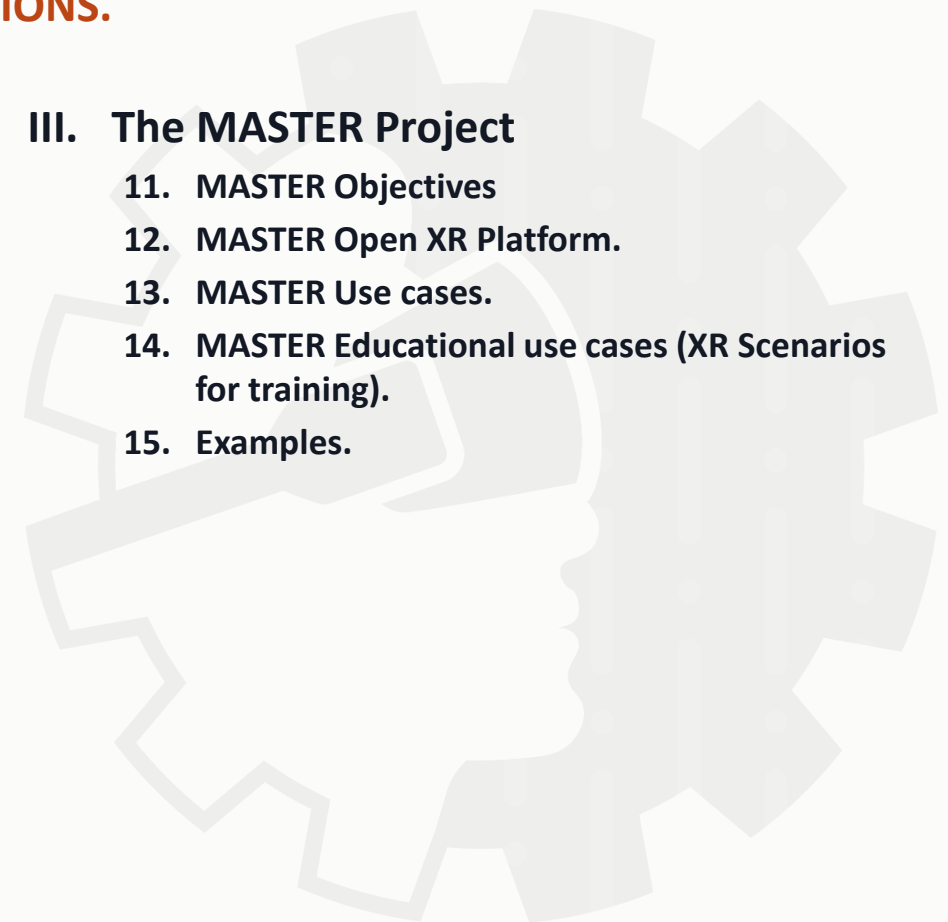 IONS.
III. The MASTER Project
11. MASTER Objectives
12. MASTER Open XR Platform.
13. MASTER Use cases.
14. MASTER Educational use cases (XR Scenarios
for training).
15. Examples.